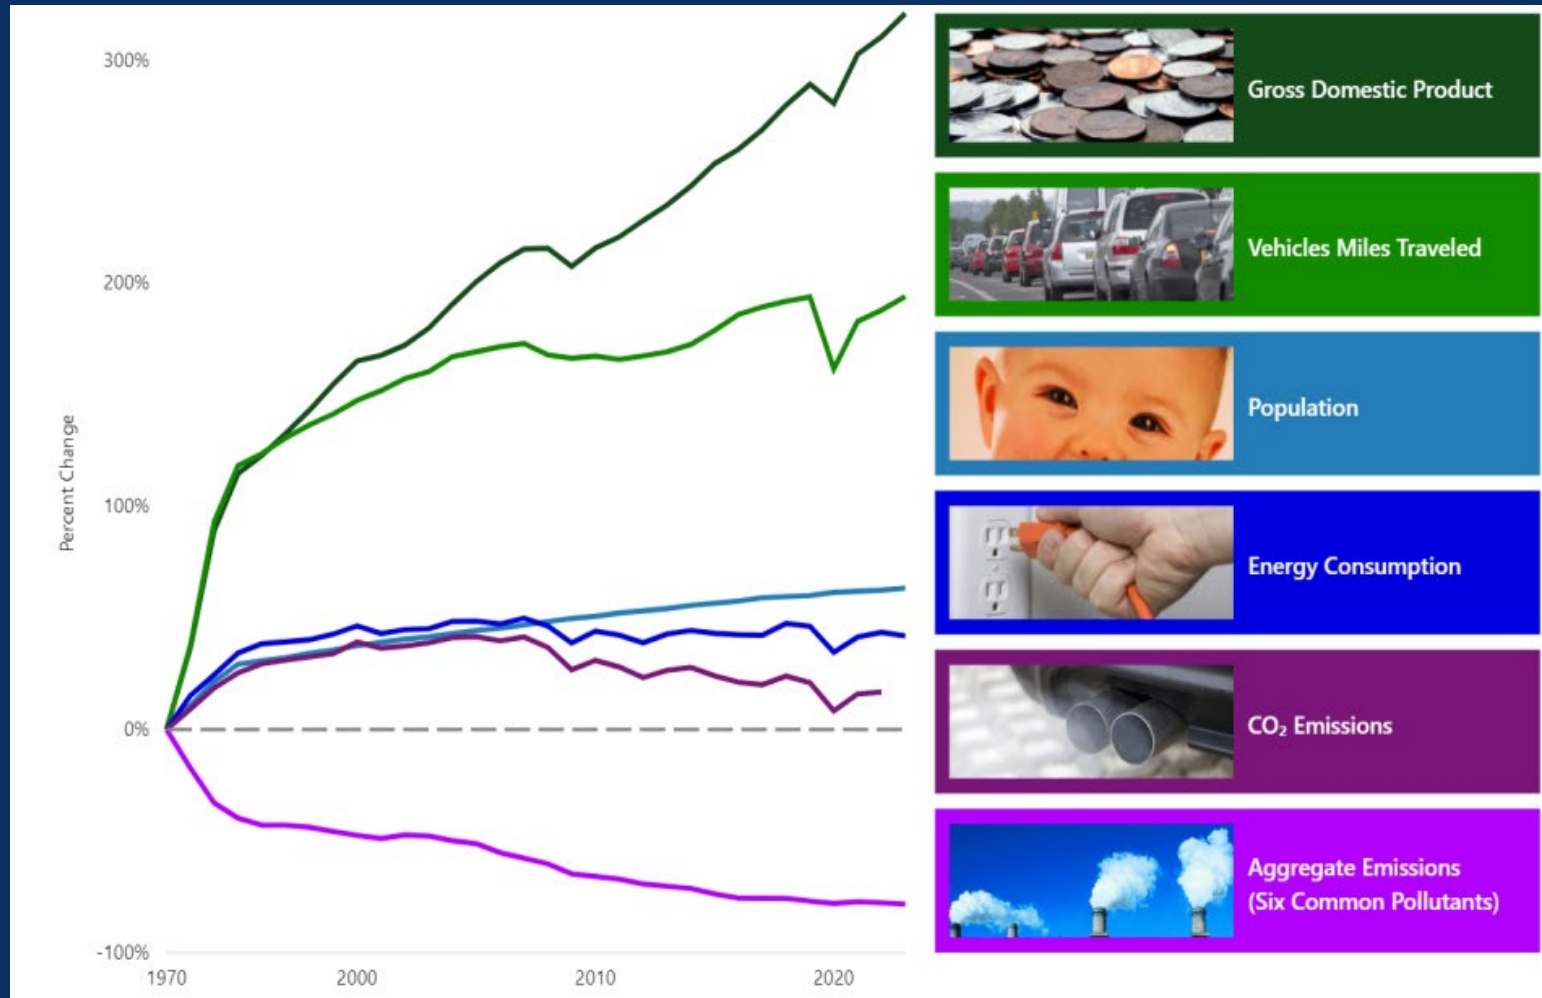 300%
200%
100%
0%
-100%
Percent Change
1970
2000
2010
2020
Gross Domestic Product
Vehicles Miles Traveled
Population
Energy Consumption
CO₂ Emissions
Aggregate Emissions
(Six Common Pollutants)